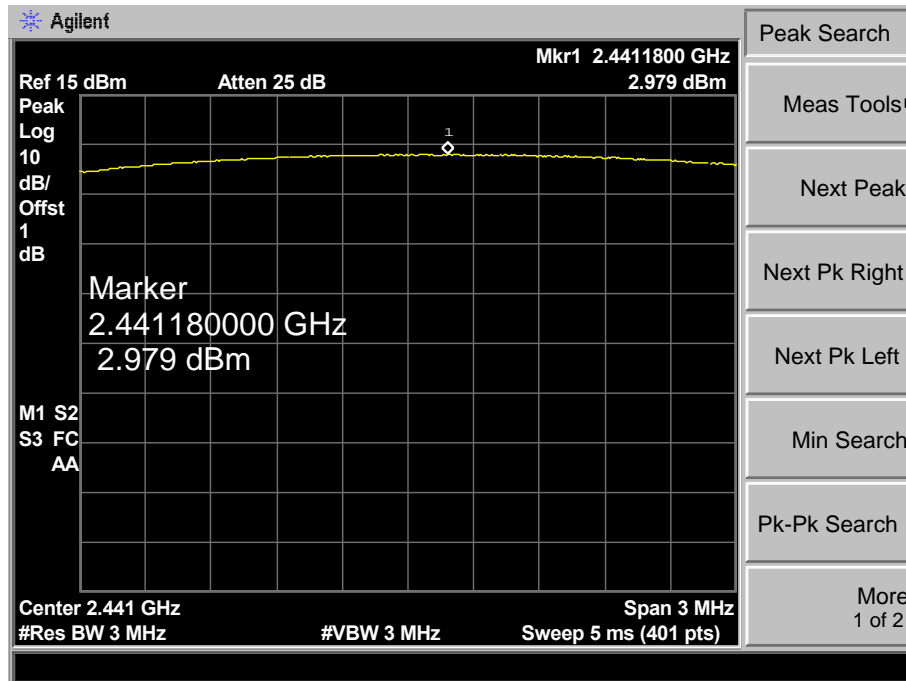 Agilent
Peak Search
Mkr1 2.4411800 GHz
Ref 15 dBm Atten 25 dB 2.979 dBm
Peak
Log
10
dB/
Offst
1
dB
1
Marker
2.441180000 GHz
2.979 dBm
M1 S2
S3 FC
AA
Center 2.441 GHz Span 3 MHz
#Res BW 3 MHz #VBW 3 MHz Sweep 5 ms (401 pts)
Meas Tools
Next Peak
Next Pk Right
Next Pk Left
Min Search
Pk-Pk Search
More
1 of 2